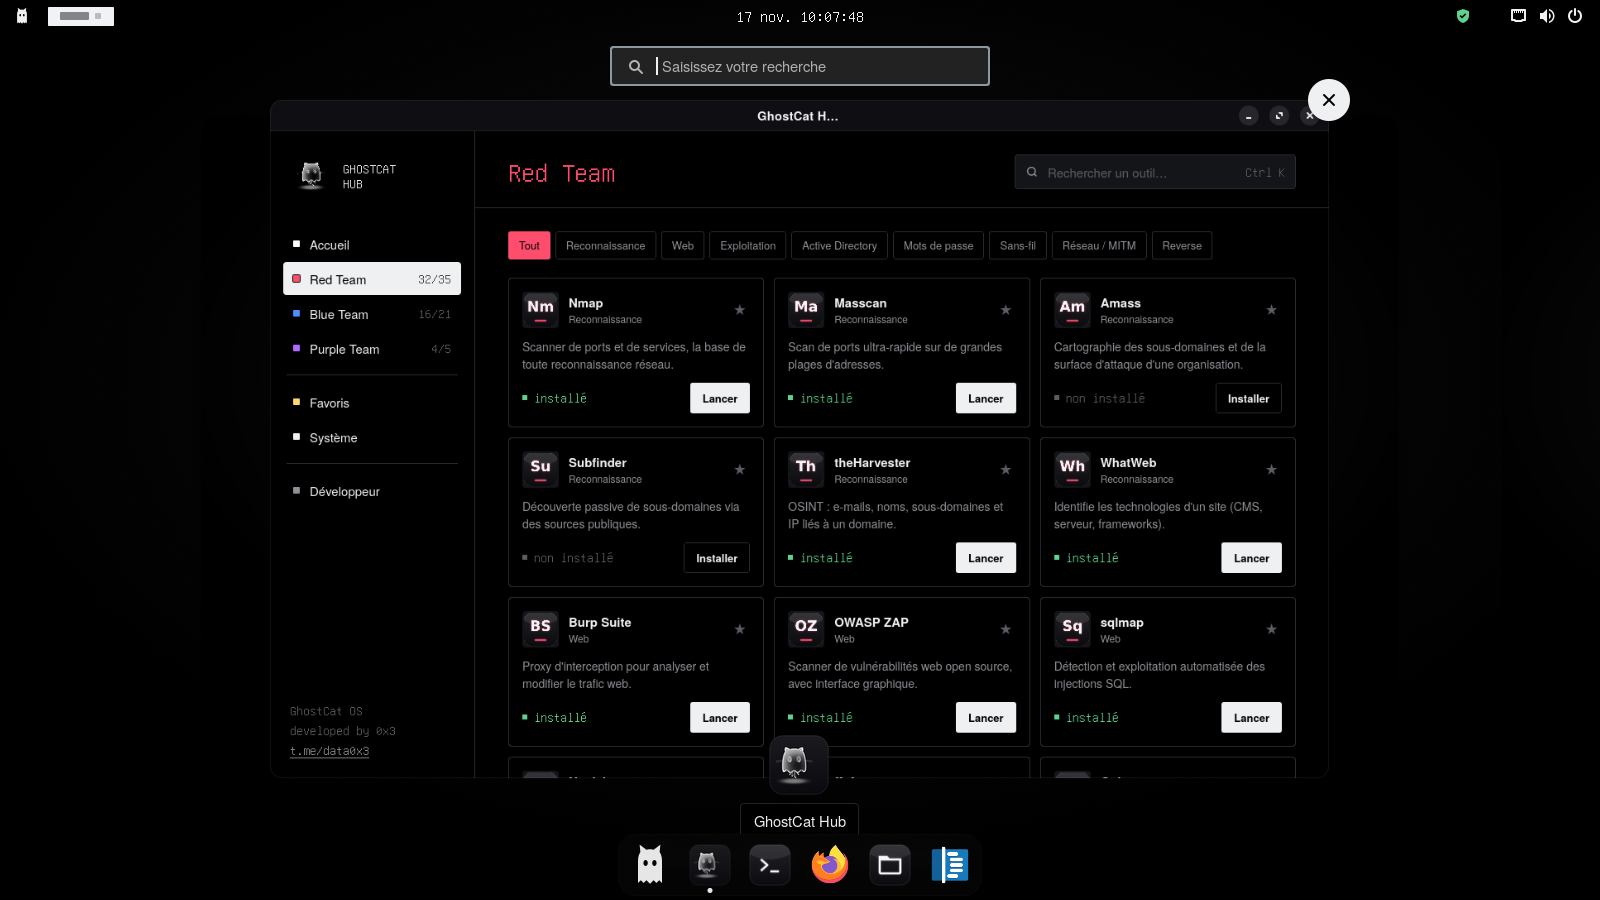 17 nov. 10:07:48
Saisissez votre recherche
GhostCat H...
GHOSTCAT
HUB
Accueil
Red Team 32/35
Blue Team 16/21
Purple Team 4/5
Favoris
Système
Développeur
GhostCat OS
developed by 0x3
t.me/data0x3
Red Team
Rechercher un outil... Ctrl K
Tout Reconnaissance Web Exploitation Active Directory Mots de passe Sans-fil Réseau / MITM Reverse
Nm Nmap
Reconnaissance
Scanner de ports et de services, la base de
toute reconnaissance réseau.
installé Lancer
Ma Masscan
Reconnaissance
Scan de ports ultra-rapide sur de grandes
plages d'adresses.
installé Lancer
Am Amass
Reconnaissance
Cartographie des sous-domaines et de la
surface d'attaque d'une organisation.
non installé Installer
Su Subfinder
Reconnaissance
Découverte passive de sous-domaines via
des sources publiques.
non installé Installer
Th theHarvester
Reconnaissance
OSINT : e-mails, noms, sous-domaines et
IP liés à un domaine.
installé Lancer
Wh WhatWeb
Reconnaissance
Identifie les technologies d'un site (CMS,
serveur, frameworks).
installé Lancer
BS Burp Suite
Web
Proxy d'interception pour analyser et
modifier le trafic web.
installé Lancer
OZ OWASP ZAP
Web
Scanner de vulnérabilités web open source,
avec interface graphique.
installé Lancer
Sq sqlmap
Web
Détection et exploitation automatisée des
injections SQL.
installé Lancer
GhostCat Hub